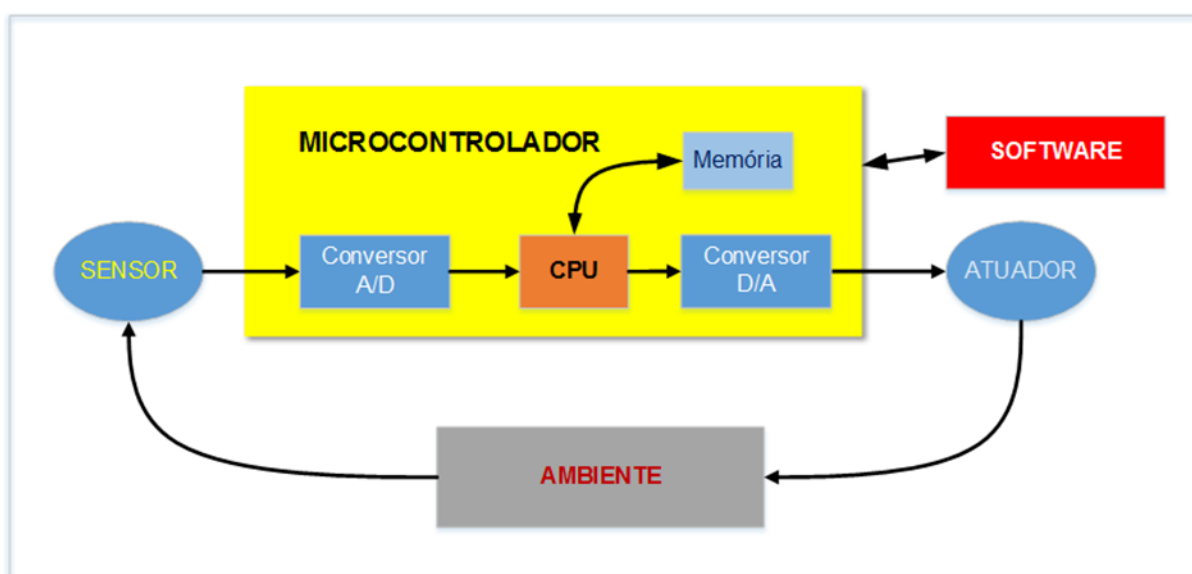 MICROCONTROLADOR
Memória
SOFTWARE
SENSOR
Conversor
A/D
CPU
Conversor
D/A
ATUADOR
AMBIENTE